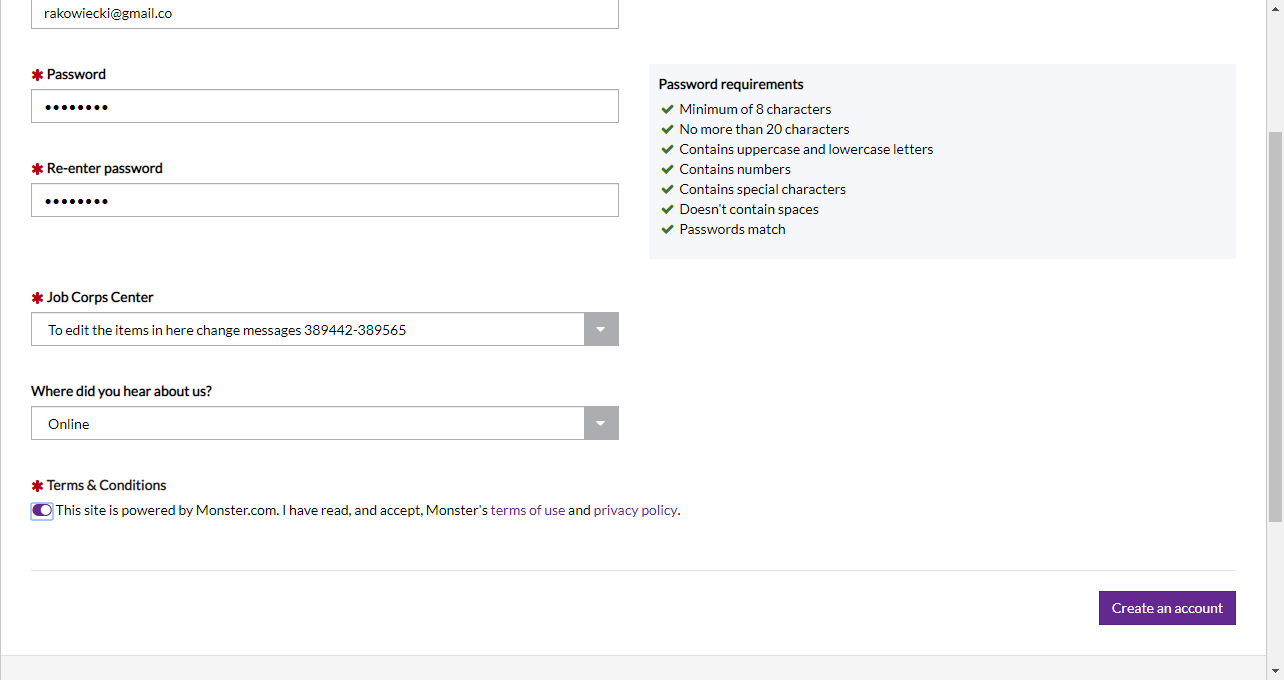 rakowiecki@gmail.co
✱ Password
••••••••
Password requirements
✔ Minimum of 8 characters
✔ No more than 20 characters
✔ Contains uppercase and lowercase letters
✔ Contains numbers
✔ Contains special characters
✔ Doesn't contain spaces
✔ Passwords match
✱ Re-enter password
••••••••
✱ Job Corps Center
To edit the items in here change messages 389442-389565
Where did you hear about us?
Online
✱ Terms & Conditions
This site is powered by Monster.com. I have read, and accept, Monster's terms of use and privacy policy.
Create an account